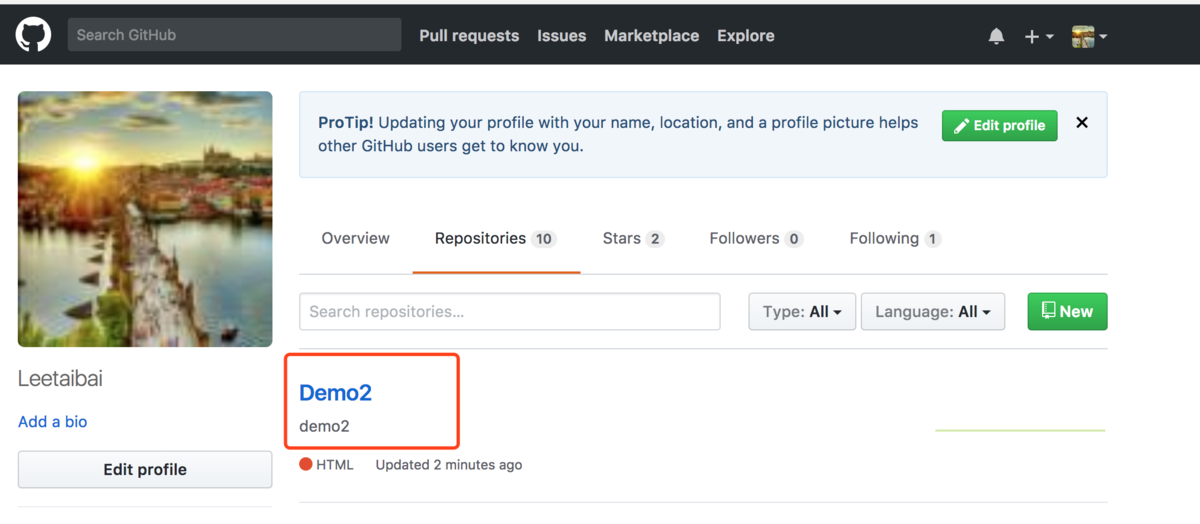 Search GitHub
Pull requests Issues Marketplace Explore
ProTip! Updating your profile with your name, location, and a profile picture helps
other GitHub users get to know you.
Edit profile
Overview Repositories 10 Stars 2 Followers 0 Following 1
Search repositories...
Type: All
Language: All
New
Leetaibai
Add a bio
Edit profile
Demo2
demo2
HTML Updated 2 minutes ago